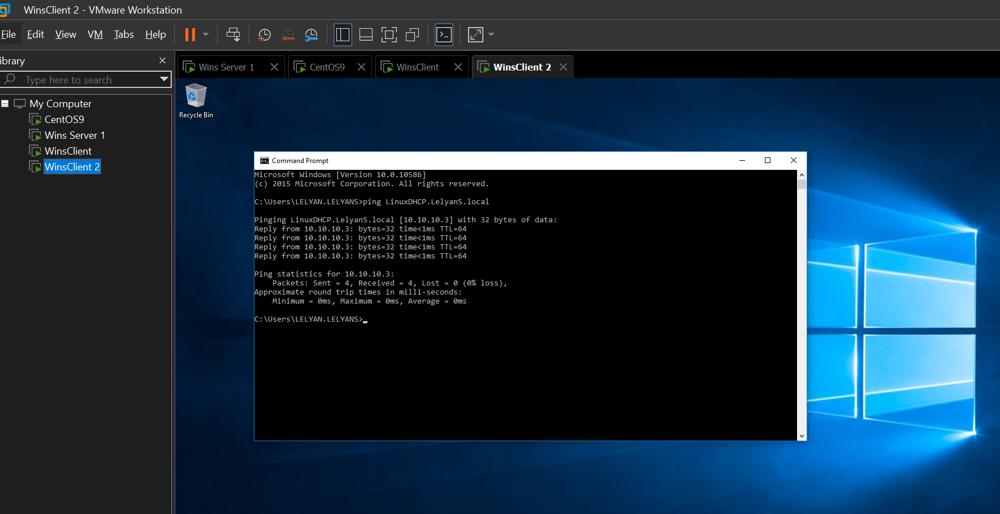 WinsClient 2 - VMware Workstation
File Edit View VM Tabs Help
ibrary
Type here to search
My Computer
CentOS9
Wins Server 1
WinsClient
WinsClient 2
Wins Server 1 CentOS9 WinsClient WinsClient 2
Recycle Bin
Command Prompt
Microsoft Windows [Version 10.0.10586]
(c) 2015 Microsoft Corporation. All rights reserved.
C:\Users\LELYAN.LELYANS>ping LinuxDHCP.LelyanS.local
Pinging LinuxDHCP.LelyanS.local [10.10.10.3] with 32 bytes of data:
Reply from 10.10.10.3: bytes=32 time<1ms TTL=64
Reply from 10.10.10.3: bytes=32 time<1ms TTL=64
Reply from 10.10.10.3: bytes=32 time<1ms TTL=64
Reply from 10.10.10.3: bytes=32 time<1ms TTL=64
Ping statistics for 10.10.10.3:
Packets: Sent = 4, Received = 4, Lost = 0 (0% loss),
Approximate round trip times in milli-seconds:
Minimum = 0ms, Maximum = 0ms, Average = 0ms
C:\Users\LELYAN.LELYANS>